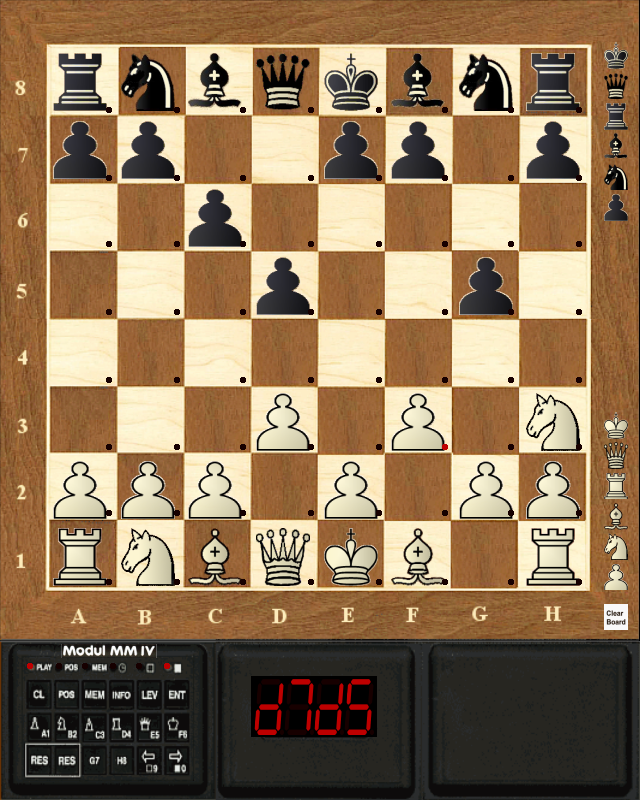 8
7
6
5
4
3
2
1
A B C D E F G H
Clear
Board
Modul MM IV
PLAY POS MEM
CL POS MEM INFO LEV ENT
A1 B2 C3 D4 E5 F6
RES RES G7 H8 9 0
d7d5